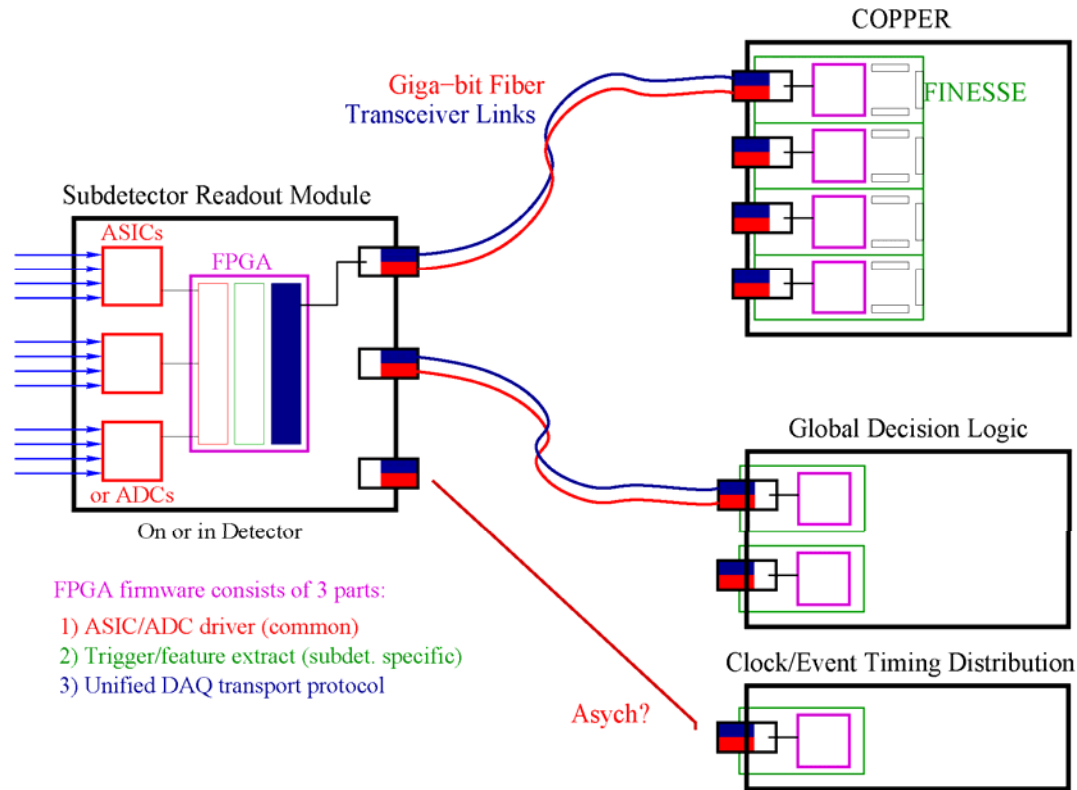 COPPER
Giga-bit Fiber
Transceiver Links
FINESSE
Subdetector Readout Module
ASICs
FPGA
or ADCs
On or in Detector
Global Decision Logic
FPGA firmware consists of 3 parts:
1) ASIC/ADC driver (common)
2) Trigger/feature extract (subdet. specific)
3) Unified DAQ transport protocol
Clock/Event Timing Distribution
Asych?